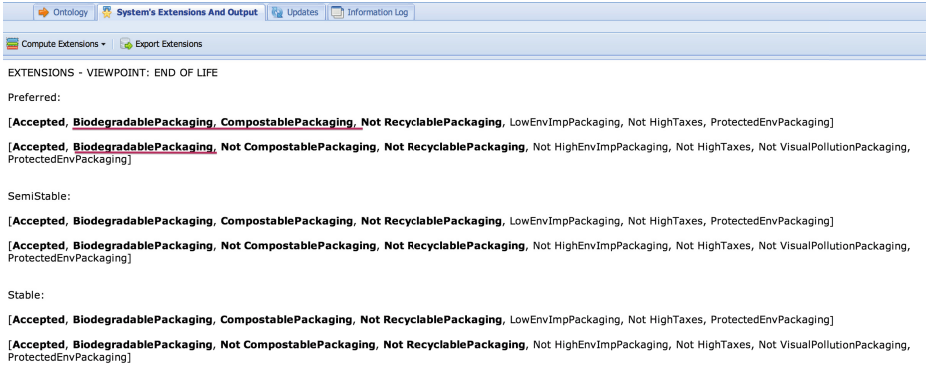 Ontology System's Extensions And Output Updates Information Log
Compute Extensions Export Extensions
EXTENSIONS - VIEWPOINT: END OF LIFE
Preferred:
[Accepted, BiodegradablePackaging, CompostablePackaging, Not RecyclablePackaging, LowEnvImpPackaging, Not HighTaxes, ProtectedEnvPackaging]
[Accepted, BiodegradablePackaging, Not CompostablePackaging, Not RecyclablePackaging, Not HighEnvImpPackaging, Not HighTaxes, Not VisualPollutionPackaging,
ProtectedEnvPackaging]
SemiStable:
[Accepted, BiodegradablePackaging, CompostablePackaging, Not RecyclablePackaging, LowEnvImpPackaging, Not HighTaxes, ProtectedEnvPackaging]
[Accepted, BiodegradablePackaging, Not CompostablePackaging, Not RecyclablePackaging, Not HighEnvImpPackaging, Not HighTaxes, Not VisualPollutionPackaging,
ProtectedEnvPackaging]
Stable:
[Accepted, BiodegradablePackaging, CompostablePackaging, Not RecyclablePackaging, LowEnvImpPackaging, Not HighTaxes, ProtectedEnvPackaging]
[Accepted, BiodegradablePackaging, Not CompostablePackaging, Not RecyclablePackaging, Not HighEnvImpPackaging, Not HighTaxes, Not VisualPollutionPackaging,
ProtectedEnvPackaging]